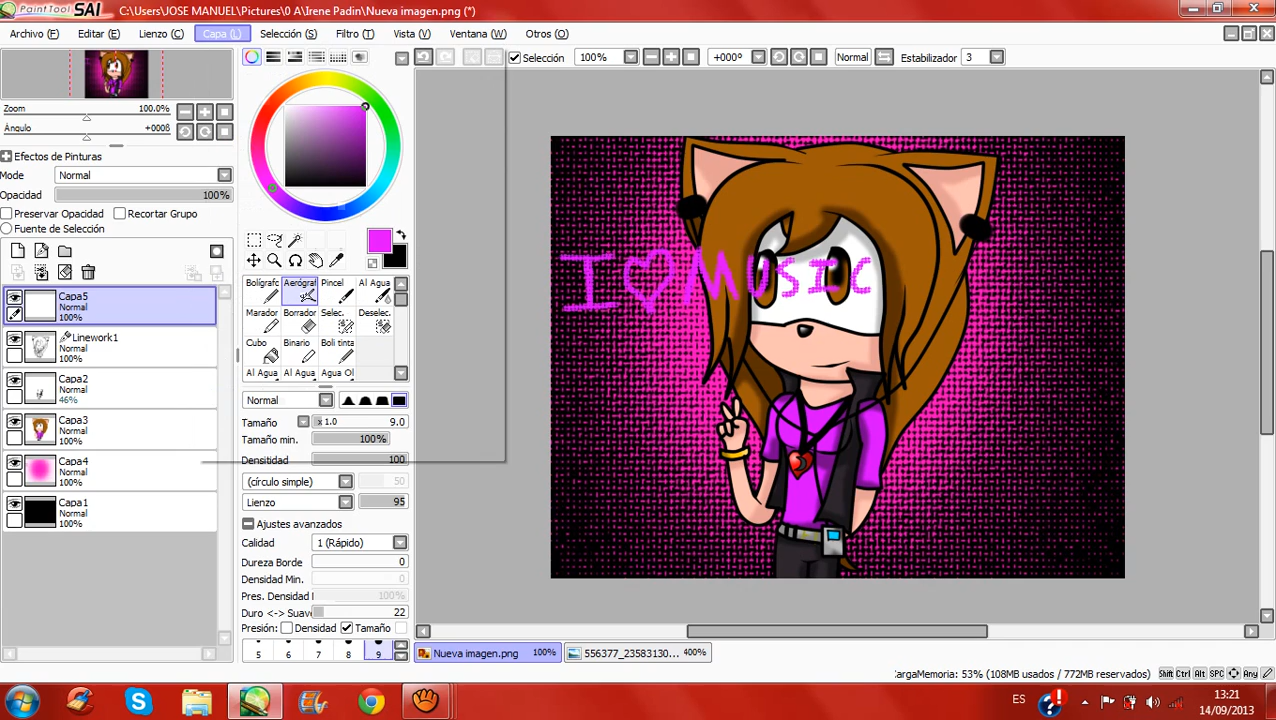 PaintTool SAI C:\Users\JOSE MANUEL\Pictures\0 A\Irene Padin\Nueva imagen.png (*)
Archivo (F) Editar (E) Lienzo (C) Capa (L) Selección (S) Filtro (T) Vista (V) Ventana (W) Otros (O)
Selección 100% +000º Normal Estabilizador 3
Zoom 100.0%
Ángulo +000ß
Efectos de Pinturas
Mode Normal
Opacidad 100%
Preservar Opacidad Recortar Grupo
Fuente de Selección
Capa5
Normal
100%
Linework1
Normal
100%
Capa2
Normal
46%
Capa3
Normal
100%
Capa4
Normal
100%
Capa1
Normal
100%
Bolígrafc Aerógraf Pincel Al Agua
Marador Borrador Selec. Deselec.
Cubo Binario Boli tinta
Al Agua Al Agua Agua Ol
Normal
Tamaño x 1.0 9.0
Tamaño min. 100%
Densitidad 100
(círculo simple) 50
Lienzo 95
Ajustes avanzados
Calidad 1 (Rápido)
Dureza Borde 0
Densidad Min.
Pres. Densidad 100%
Duro <-> Suave 22
Presión: Densidad Tamaño
5 6 7 8 9
I ♡ MUSIC
Nueva imagen.png 100% 556377_23583130... 400%
argaMemoria: 53% (108MB usados / 772MB reservados) Shift Ctrl Alt SPC Any
ES
13:21
14/09/2013